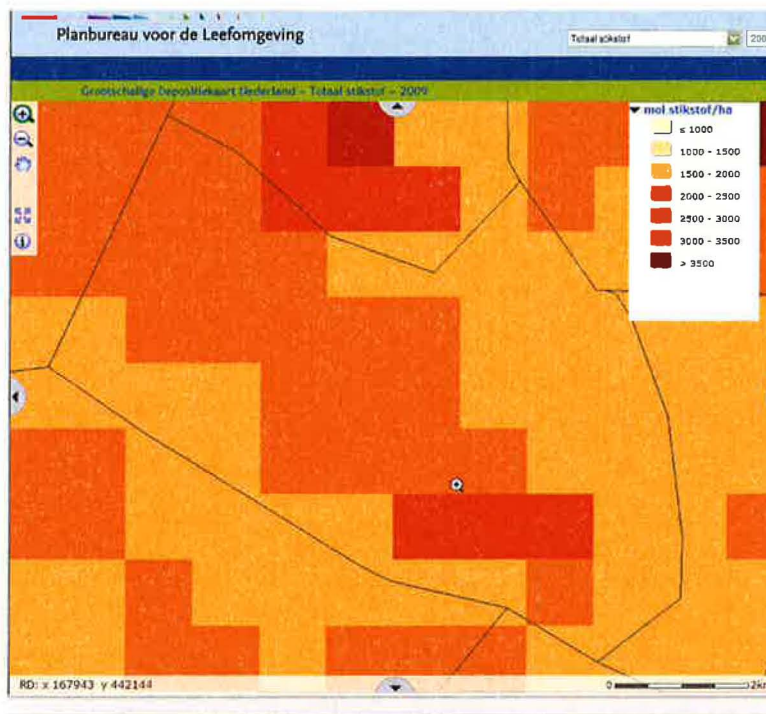 Planbureau voor de Leefomgeving
Totaal stikstof
200
Grootschalige Depositiekaart Nederland - Totaal stikstof - 2009
mol stikstof/ha
≤ 1000
1000 - 1500
1500 - 2000
2000 - 2500
2500 - 3000
3000 - 3500
> 3500
RD: x 167943 y 442144
0
2km